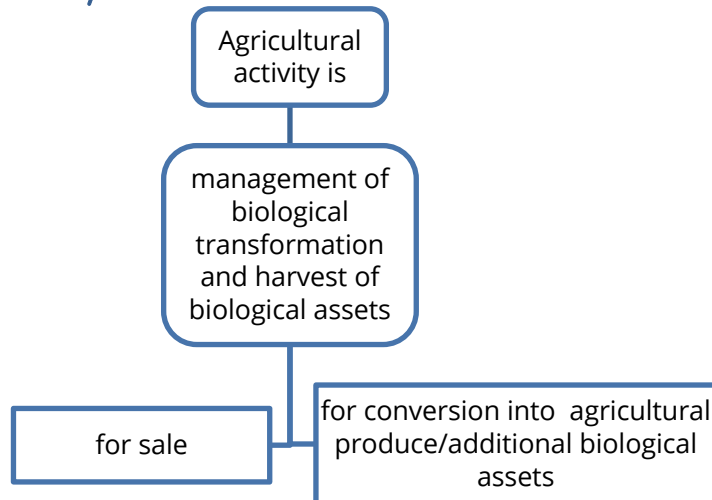 Agricultural
activity is
management of
biological
transformation
and harvest of
biological assets
for sale
for conversion into agricultural
produce/additional biological
assets